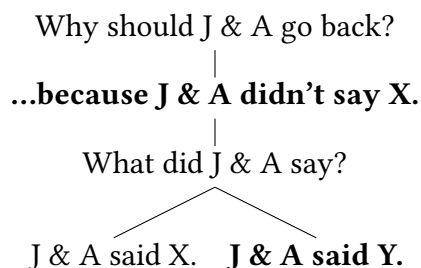 Why should J & A go back?
...because J & A didn't say X.
What did J & A say?
J & A said X. J & A said Y.